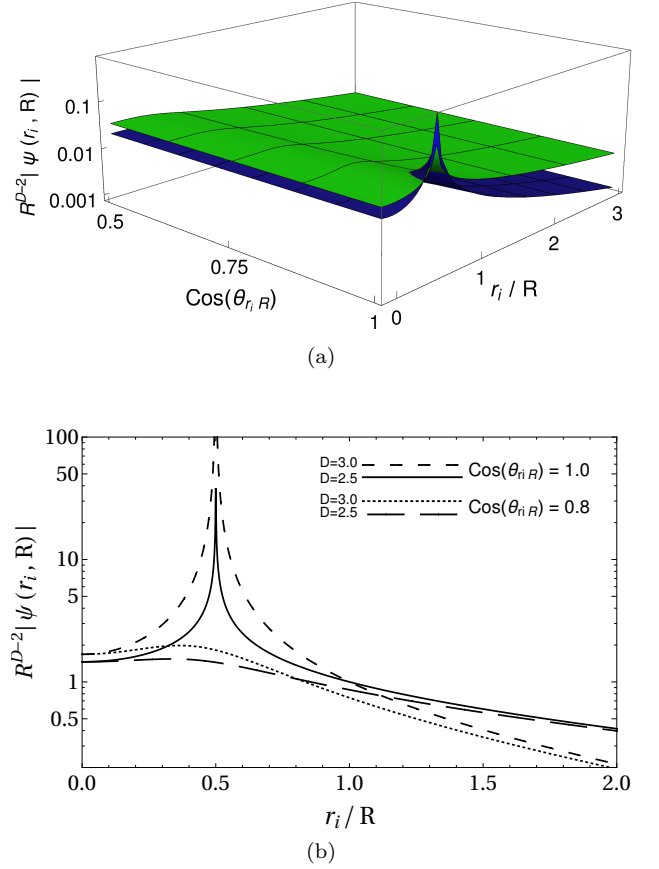 R^{D-2}| ψ (r_i , R) |
0.1
0.01
0.001
0.5
0.75
1
Cos(θ_{r_i R})
0
1
2
3
r_i / R
(a)
R^{D-2}| ψ (r_i , R) |
100
50
10
5
1
0.5
D=3.0
D=2.5
Cos(θ_{ri R}) = 1.0
D=3.0
D=2.5
Cos(θ_{ri R}) = 0.8
0.0 0.5 1.0 1.5 2.0
r_i / R
(b)